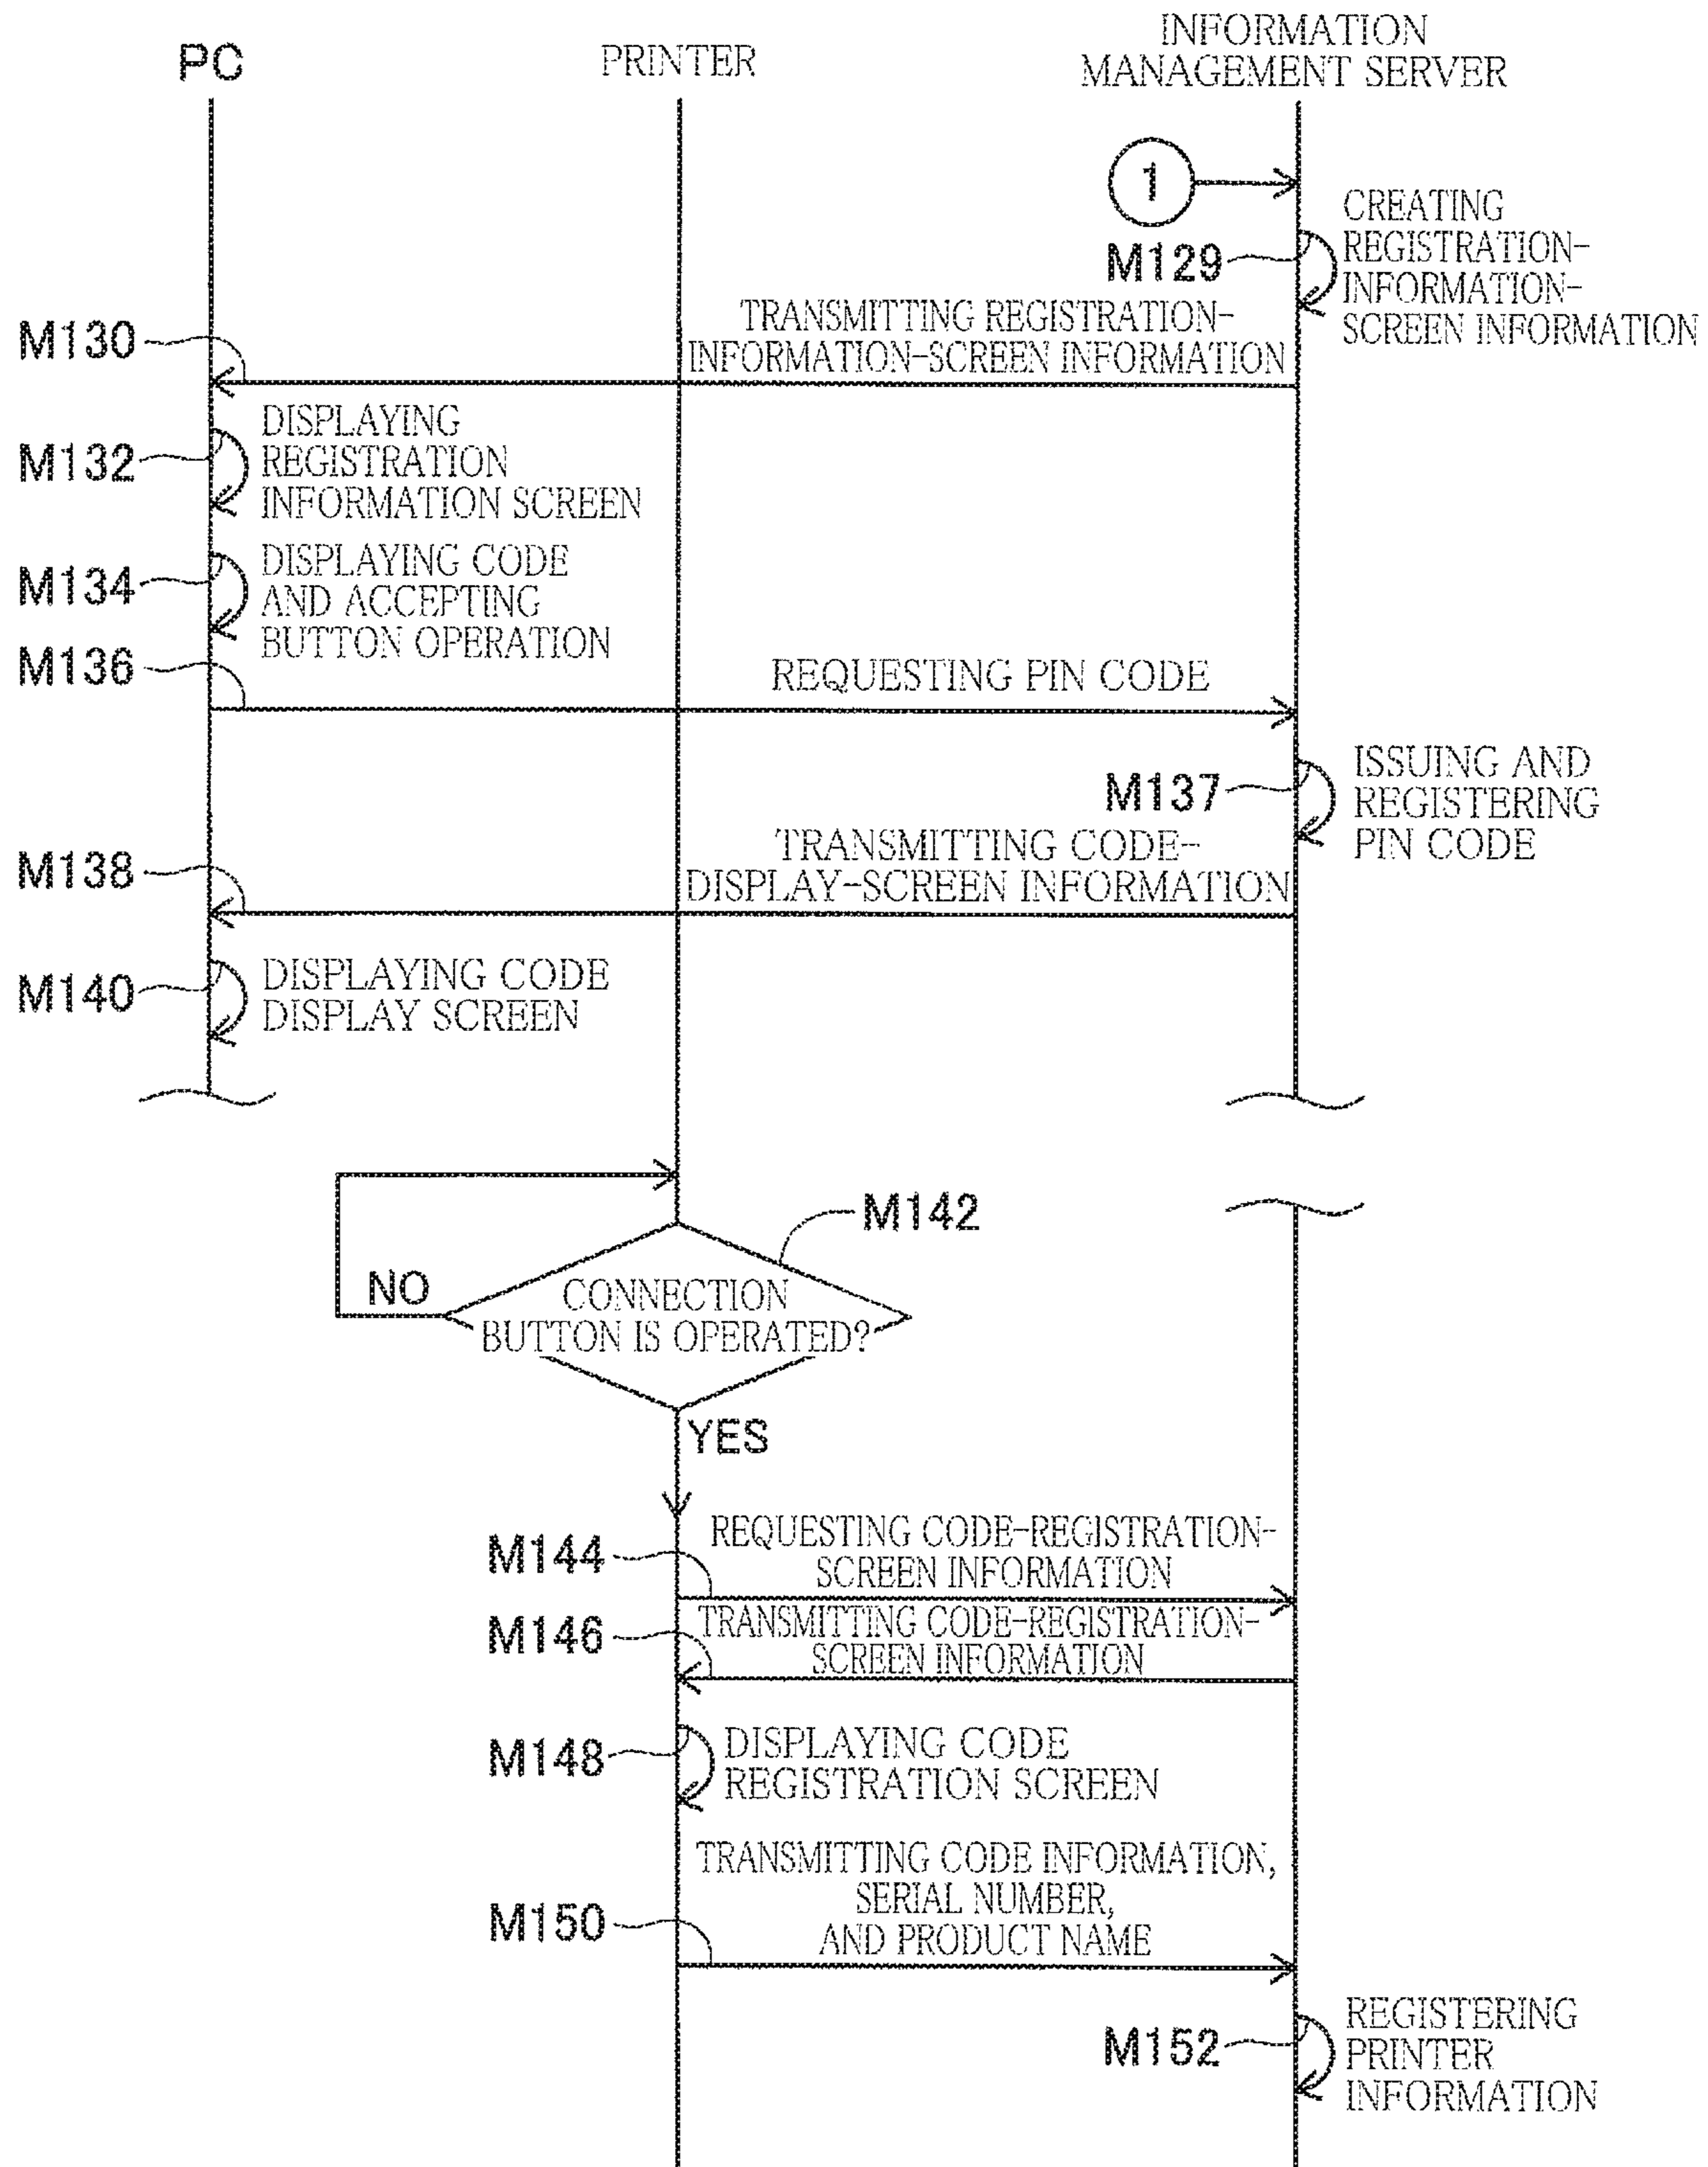 PC
PRINTER
INFORMATION
MANAGEMENT SERVER
1
M129
CREATING
REGISTRATION-
INFORMATION-
SCREEN INFORMATION
M130
TRANSMITTING REGISTRATION-
INFORMATION-SCREEN INFORMATION
M132
DISPLAYING
REGISTRATION
INFORMATION SCREEN
M134
DISPLAYING CODE
AND ACCEPTING
BUTTON OPERATION
M136
REQUESTING PIN CODE
M137
ISSUING AND
REGISTERING
PIN CODE
M138
TRANSMITTING CODE-
DISPLAY-SCREEN INFORMATION
M140
DISPLAYING CODE
DISPLAY SCREEN
M142
NO
CONNECTION
BUTTON IS OPERATED?
YES
M144
REQUESTING CODE-REGISTRATION-
SCREEN INFORMATION
M146
TRANSMITTING CODE-REGISTRATION-
SCREEN INFORMATION
M148
DISPLAYING CODE
REGISTRATION SCREEN
M150
TRANSMITTING CODE INFORMATION,
SERIAL NUMBER,
AND PRODUCT NAME
M152
REGISTERING
PRINTER
INFORMATION